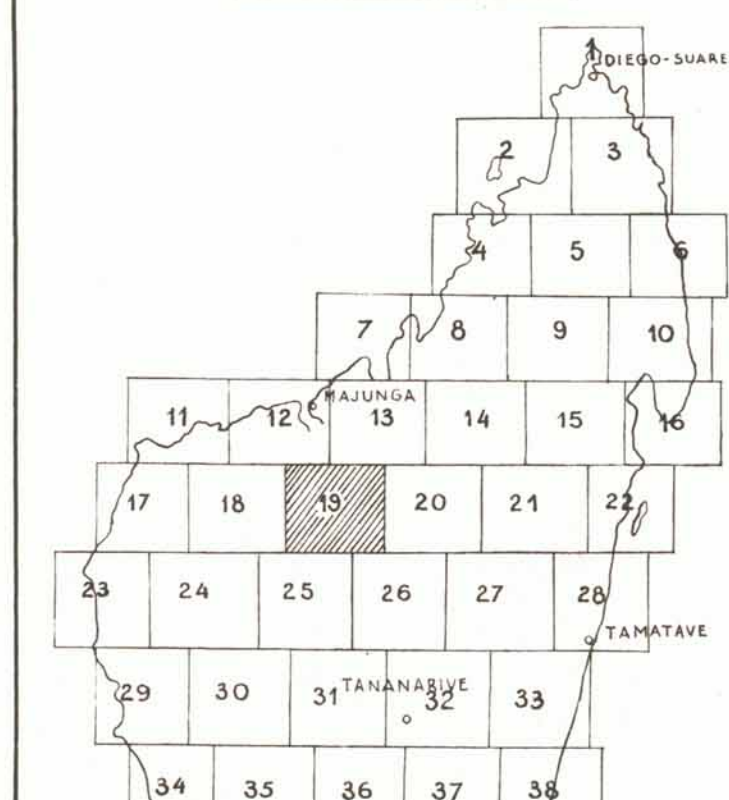 1
DIEGO-SUARE
2 3
4 5 6
7 8 9 10
MAJUNGA
11 12 13 14 15 16
17 18 19 20 21 22
23 24 25 26 27 28
TAMATAVE
29 30 31 TANANARIVE 32 33
34 35 36 37 38